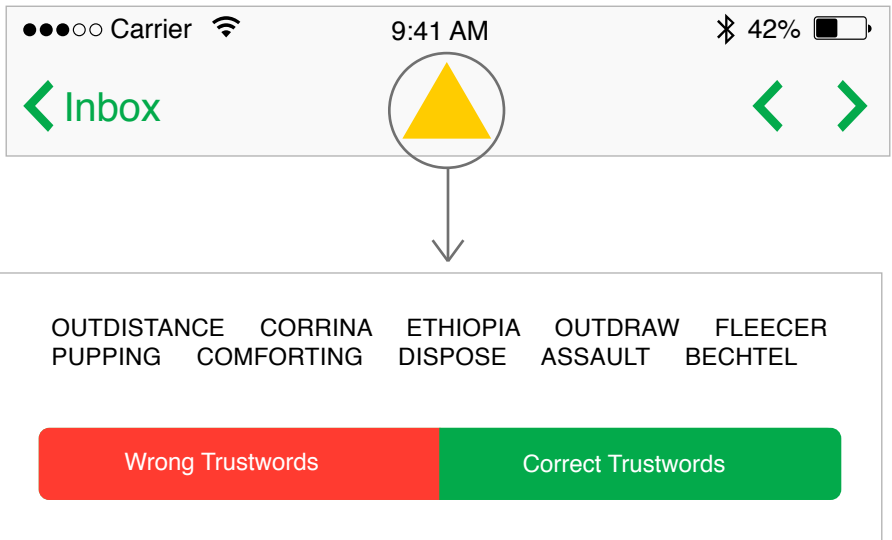 Carrier 9:41 AM 42%
Inbox
OUTDISTANCE CORRINA ETHIOPIA OUTDRAW FLEECER
PUPPING COMFORTING DISPOSE ASSAULT BECHTEL
Wrong Trustwords Correct Trustwords